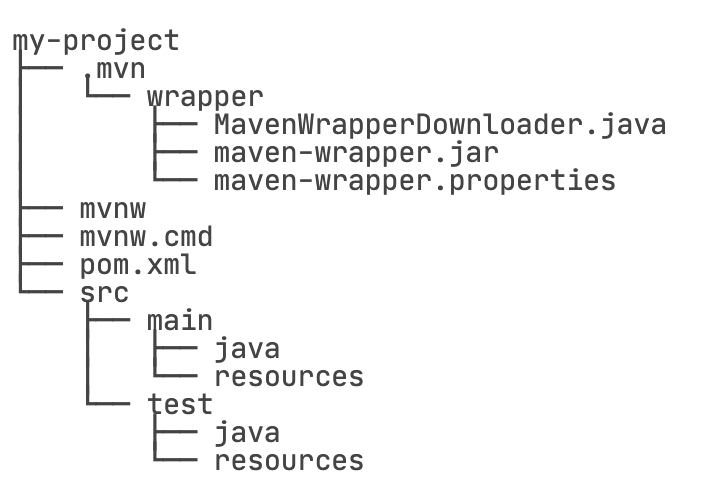 my-project
├── .mvn
│   └── wrapper
│       ├── MavenWrapperDownloader.java
│       ├── maven-wrapper.jar
│       └── maven-wrapper.properties
├── mvnw
├── mvnw.cmd
├── pom.xml
└── src
    ├── main
    │   ├── java
    │   └── resources
    └── test
        ├── java
        └── resources